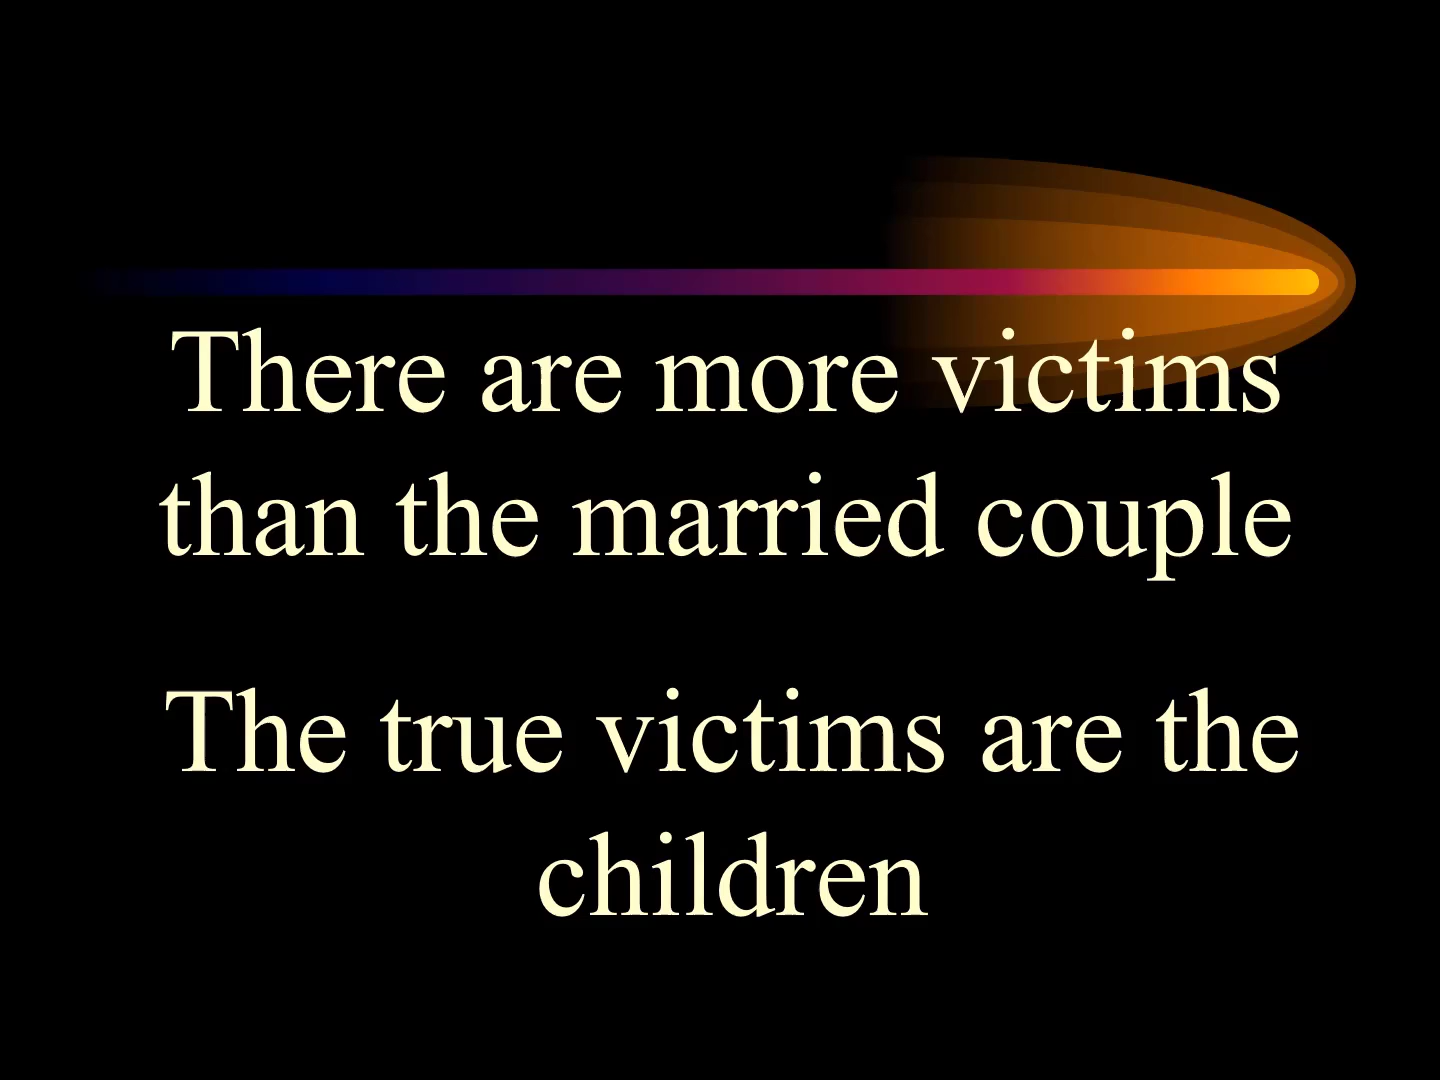 There are more victims
than the married couple
The true victims are the
children